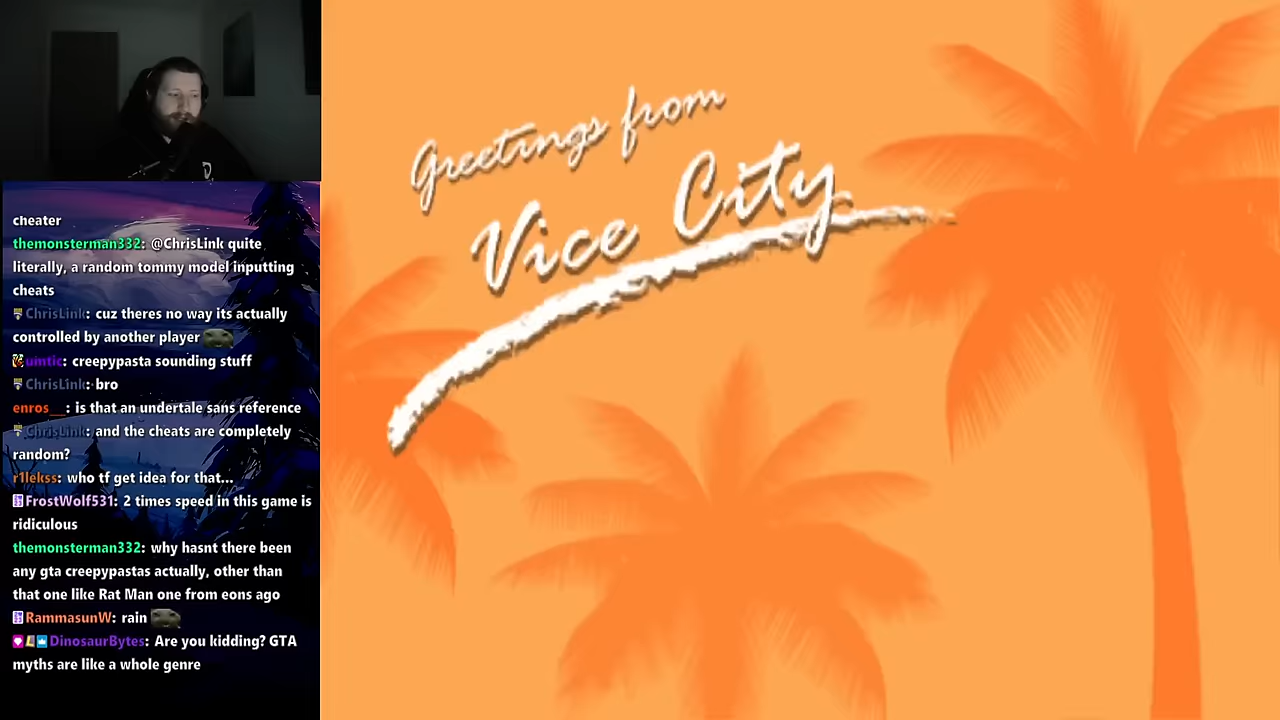 cheater
themonsterman332: @ChrisLink quite
literally, a random tommy model inputting
cheats
ChrisLink: cuz theres no way its actually
controlled by another player
uintic: creepypasta sounding stuff
ChrisLink: bro
enros__: is that an undertale sans reference
ChrisLink: and the cheats are completely
random?
r1lekss: who tf get idea for that...
FrostWolf531: 2 times speed in this game is
ridiculous
themonsterman332: why hasnt there been
any gta creepypastas actually, other than
that one like Rat Man one from eons ago
RammasunW: rain
DinosaurBytes: Are you kidding? GTA
myths are like a whole genre
Greetings from
Vice City